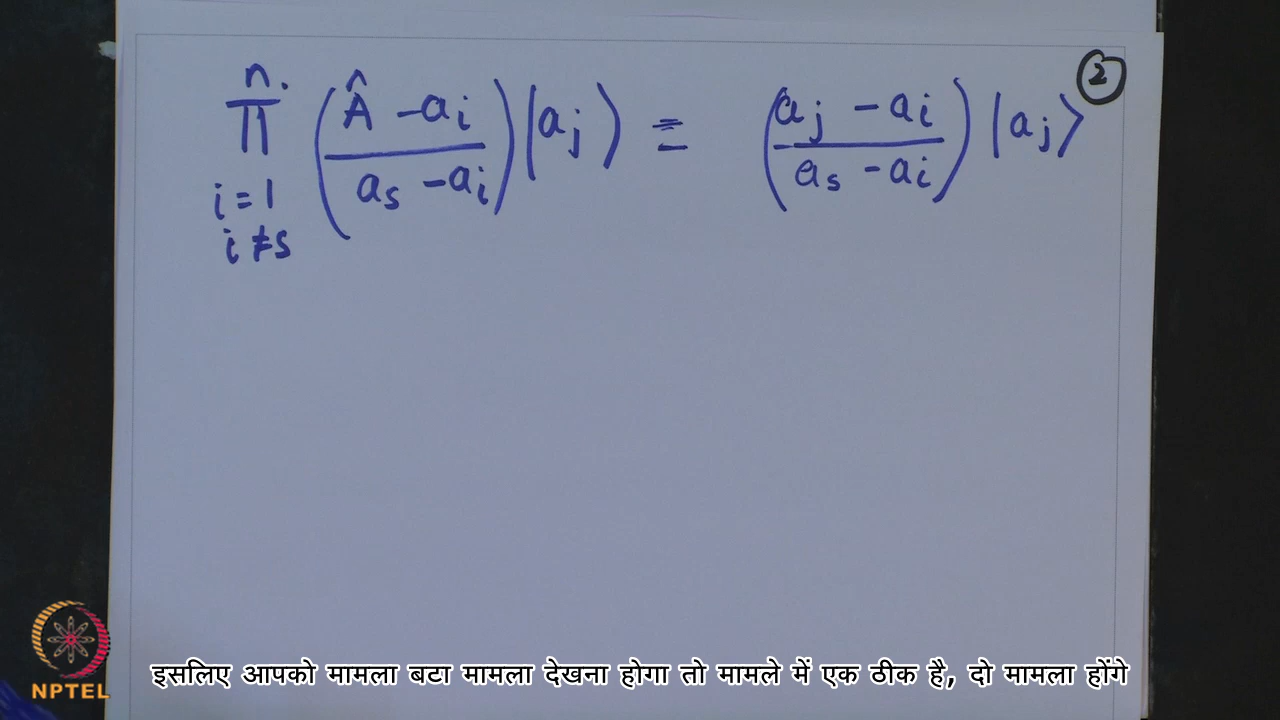 n.
∏ (Â - aᵢ / aₛ - aᵢ) |aⱼ⟩ = (aⱼ - aᵢ / aₛ - aᵢ) |aⱼ⟩ ②
i = 1
i ≠ s
NPTEL
इसलिए आपको मामला बटा मामला देखना होगा तो मामले में एक ठीक है, दो मामला होंगे